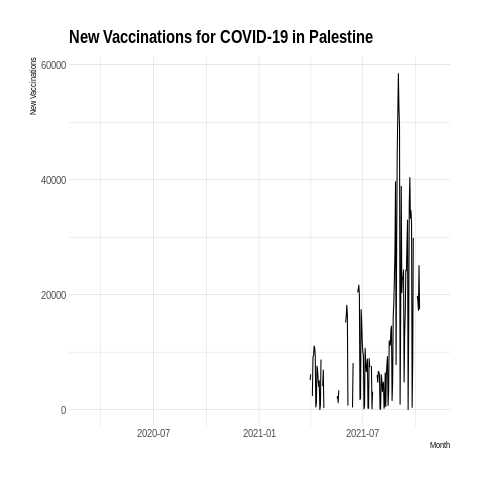 New Vaccinations for COVID-19 in Palestine
New Vaccinations
60000
40000
20000
0
2020-07
2021-01
2021-07
Month